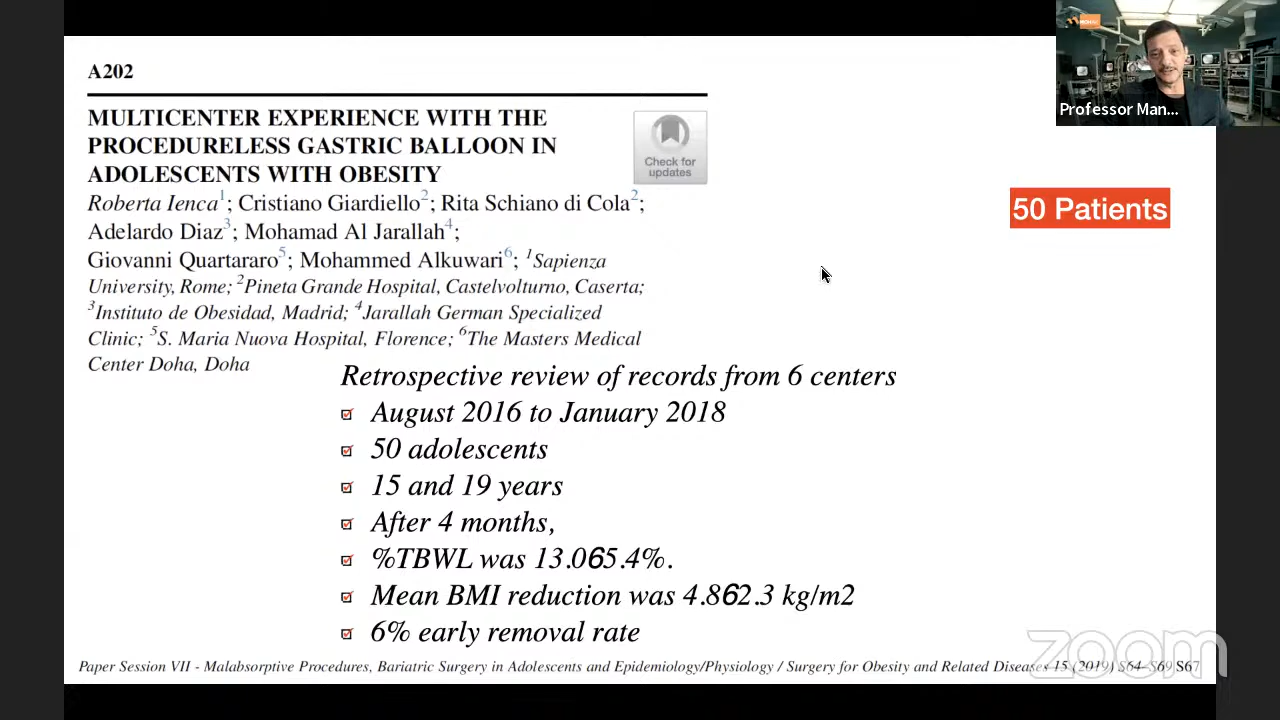 A202
MULTICENTER EXPERIENCE WITH THE
PROCEDURELESS GASTRIC BALLOON IN
ADOLESCENTS WITH OBESITY
Check for
updates
Roberta Ienca1; Cristiano Giardiello2; Rita Schiano di Cola2;
Adelardo Diaz3; Mohamad Al Jarallah4;
Giovanni Quartararo5; Mohammed Alkuwari6; 1Sapienza
University, Rome; 2Pineta Grande Hospital, Castelvolturno, Caserta;
3Instituto de Obesidad, Madrid; 4Jarallah German Specialized
Clinic; 5S. Maria Nuova Hospital, Florence; 6The Masters Medical
Center Doha, Doha
Professor Man...
50 Patients
Retrospective review of records from 6 centers
August 2016 to January 2018
50 adolescents
15 and 19 years
After 4 months,
%TBWL was 13.065.4%.
Mean BMI reduction was 4.862.3 kg/m2
6% early removal rate
Paper Session VII - Malabsorptive Procedures, Bariatric Surgery in Adolescents and Epidemiology/Physiology / Surgery for Obesity and Related Diseases 15 (2019) S64–S69 S67
zoom